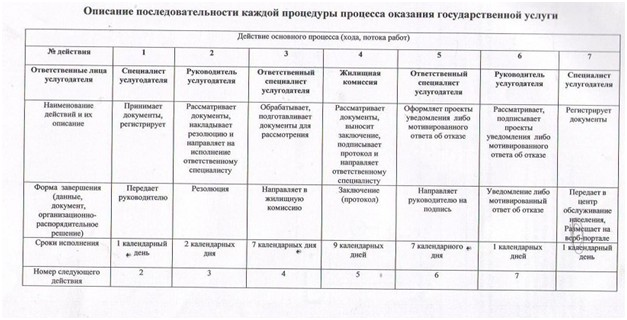 Описание последовательности каждой процедуры процесса оказания государственной услуги
Действие основного процесса (хода, потока работ)
№ действия 1 2 3 4 5 6 7
Ответственные лица услугодателя
Специалист услугодателя
Руководитель услугодателя
Ответственный специалист услугодателя
Жилищная комиссия
Ответственный специалист услугодателя
Руководитель услугодателя
Специалист услугодателя
Наименование действий и их описание
Принимает документы, регистрирует
Рассматривает документы, накладывает резолюцию и направляет на исполнение ответственному специалисту
Обрабатывает, подготавливает документы для рассмотрения
Рассматривает документы, выносит заключение, подписывает протокол и направляет ответственному специалисту
Оформляет проекты уведомления либо мотивированного ответа об отказе
Рассматривает, подписывает проекты уведомления либо мотивированного ответа об отказе
Регистрирует документы
Форма завершения (данные, документ, организационно-распорядительное решение)
Передает руководителю
Резолюция
Направляет в жилищную комиссию
Заключение (протокол)
Направляет руководителю на подпись
Уведомление либо мотивированный ответ об отказе
Передает в центр обслуживание населения, Размещает на веб-портале
Сроки исполнения
1 календарный день
2 календарных дня
7 календарных дня
9 календарных дней
7 календарного дня
1 календарных дней
1 календарный день
Номер следующего действия 2 3 4 5 6 7